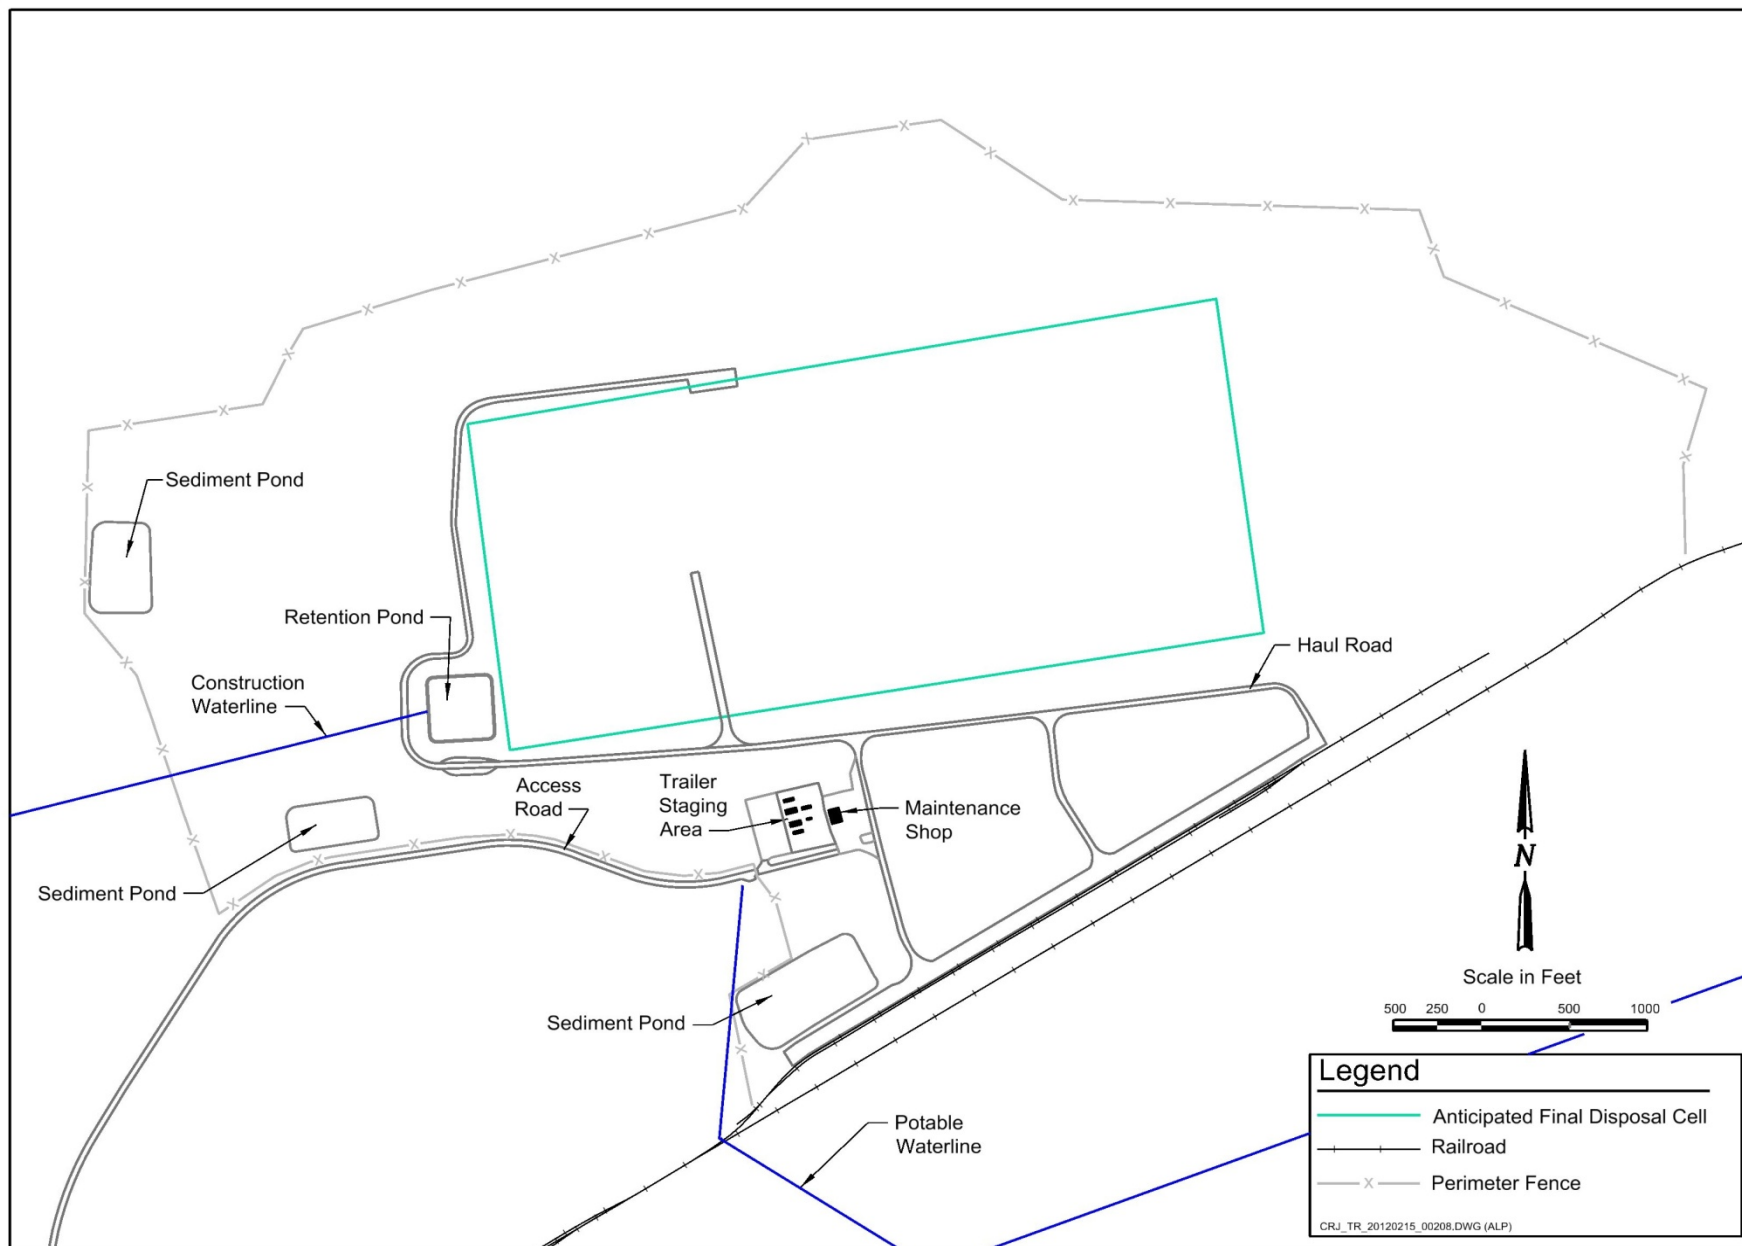 Sediment Pond
Retention Pond
Haul Road
Construction
Waterline
Access
Road
Trailer
Staging
Area
Maintenance
Shop
Sediment Pond
N
Scale in Feet
500 250 0 500 1000
Sediment Pond
Legend
Anticipated Final Disposal Cell
Potable
Waterline
Railroad
Perimeter Fence
CRJ_TR_20120215_00208.DWG (ALP)